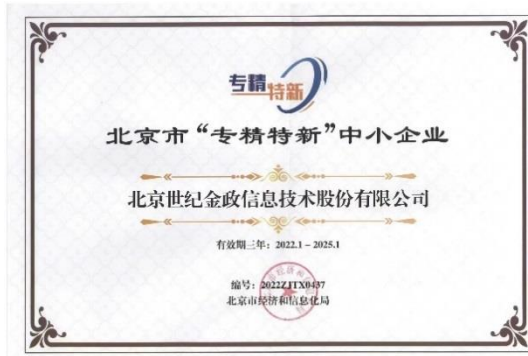 专精特新
北京市“专精特新”中小企业
北京世纪金政信息技术股份有限公司
有效期三年：2022.1－2025.1
编号：2022ZJTX0437
北京市经济和信息化局